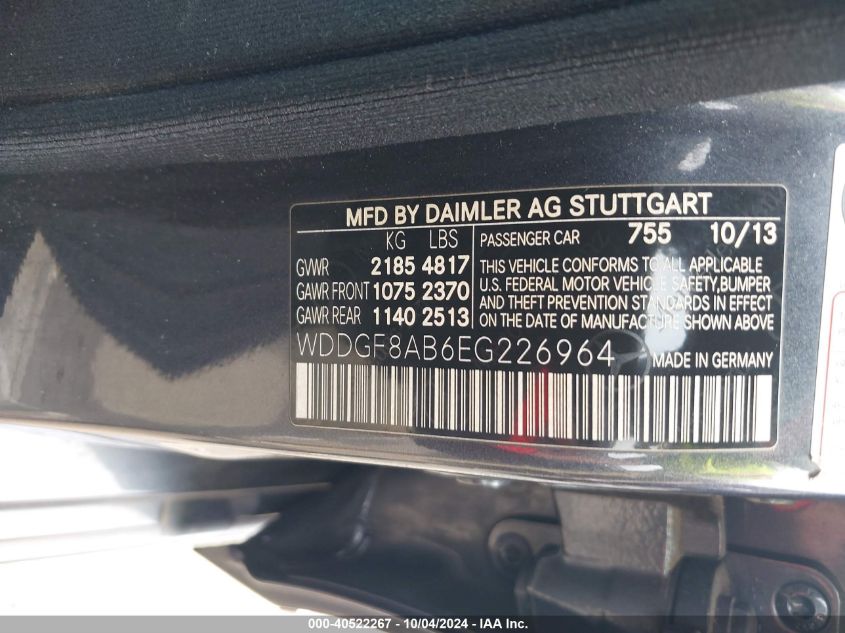 MFD BY DAIMLER AG STUTTGART
KG LBS
GVWR 2185 4817
GAWR FRONT 1075 2370
GAWR REAR 1140 2513
PASSENGER CAR 755 10/13
THIS VEHICLE CONFORMS TO ALL APPLICABLE
U.S. FEDERAL MOTOR VEHICLE SAFETY,BUMPER
AND THEFT PREVENTION STANDARDS IN EFFECT
ON THE DATE OF MANUFACTURE SHOWN ABOVE
WDDGF8AB6EG226964 MADE IN GERMANY
000-40522267 - 10/04/2024 - IAA Inc.